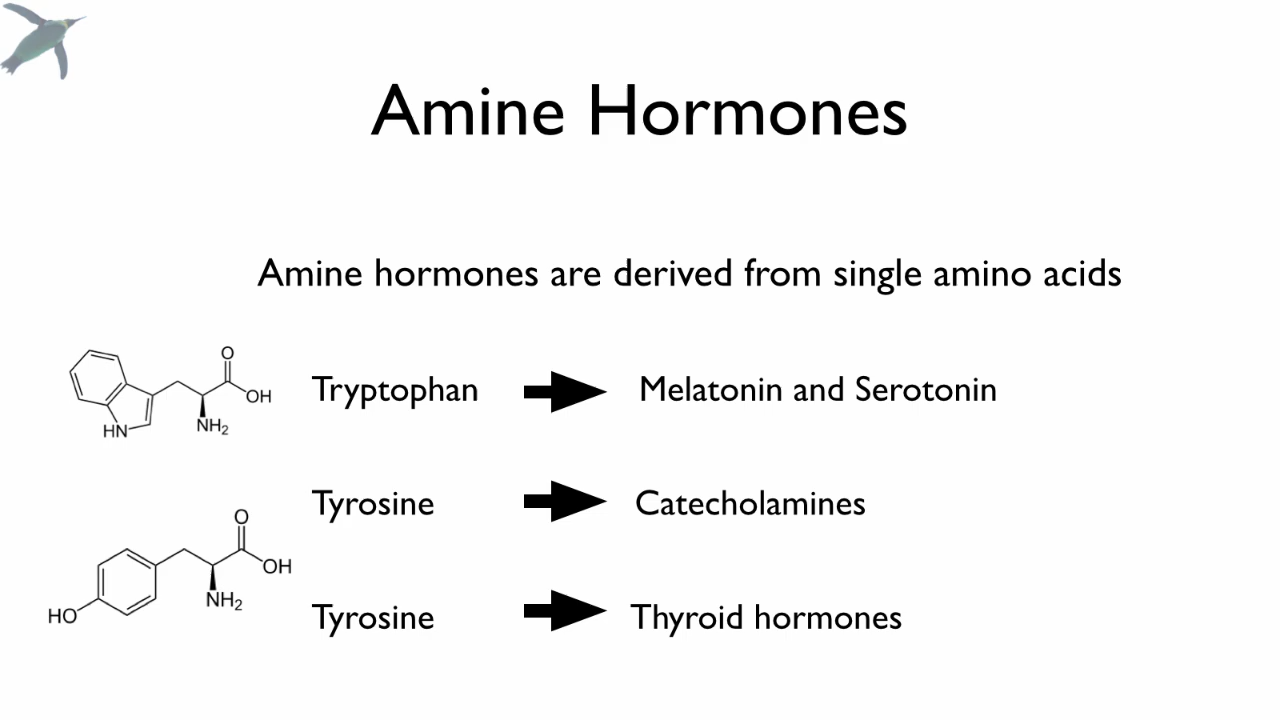 Amine Hormones
Amine hormones are derived from single amino acids
O
OH
NH₂
HN
Tryptophan
Melatonin and Serotonin
Tyrosine
Catecholamines
O
OH
NH₂
HO
Tyrosine
Thyroid hormones